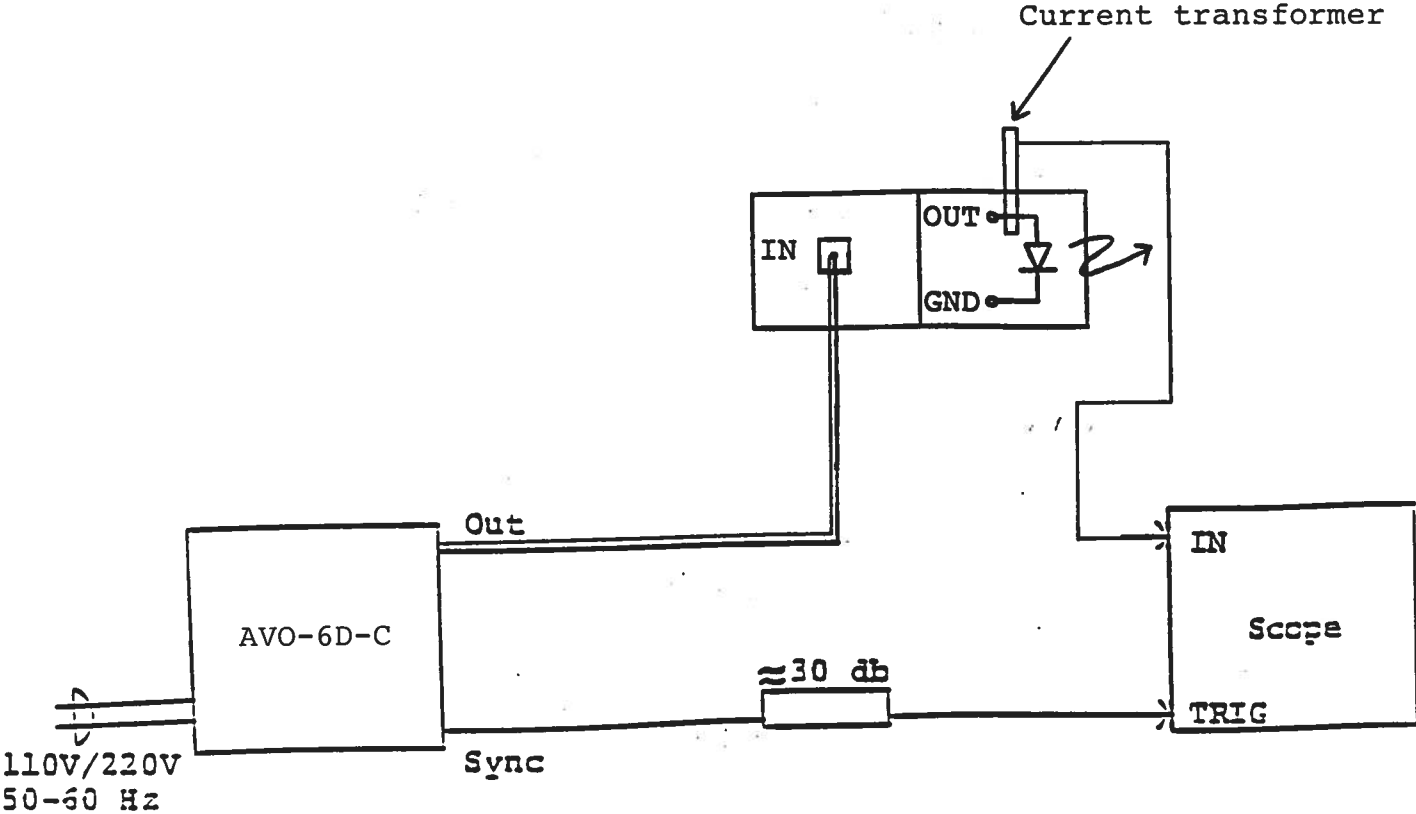 Current transformer
OUT
IN
GND
Out
IN
AVO-6D-C
Scope
≈30 db
TRIG
Sync
110V/220V
50-60 Hz